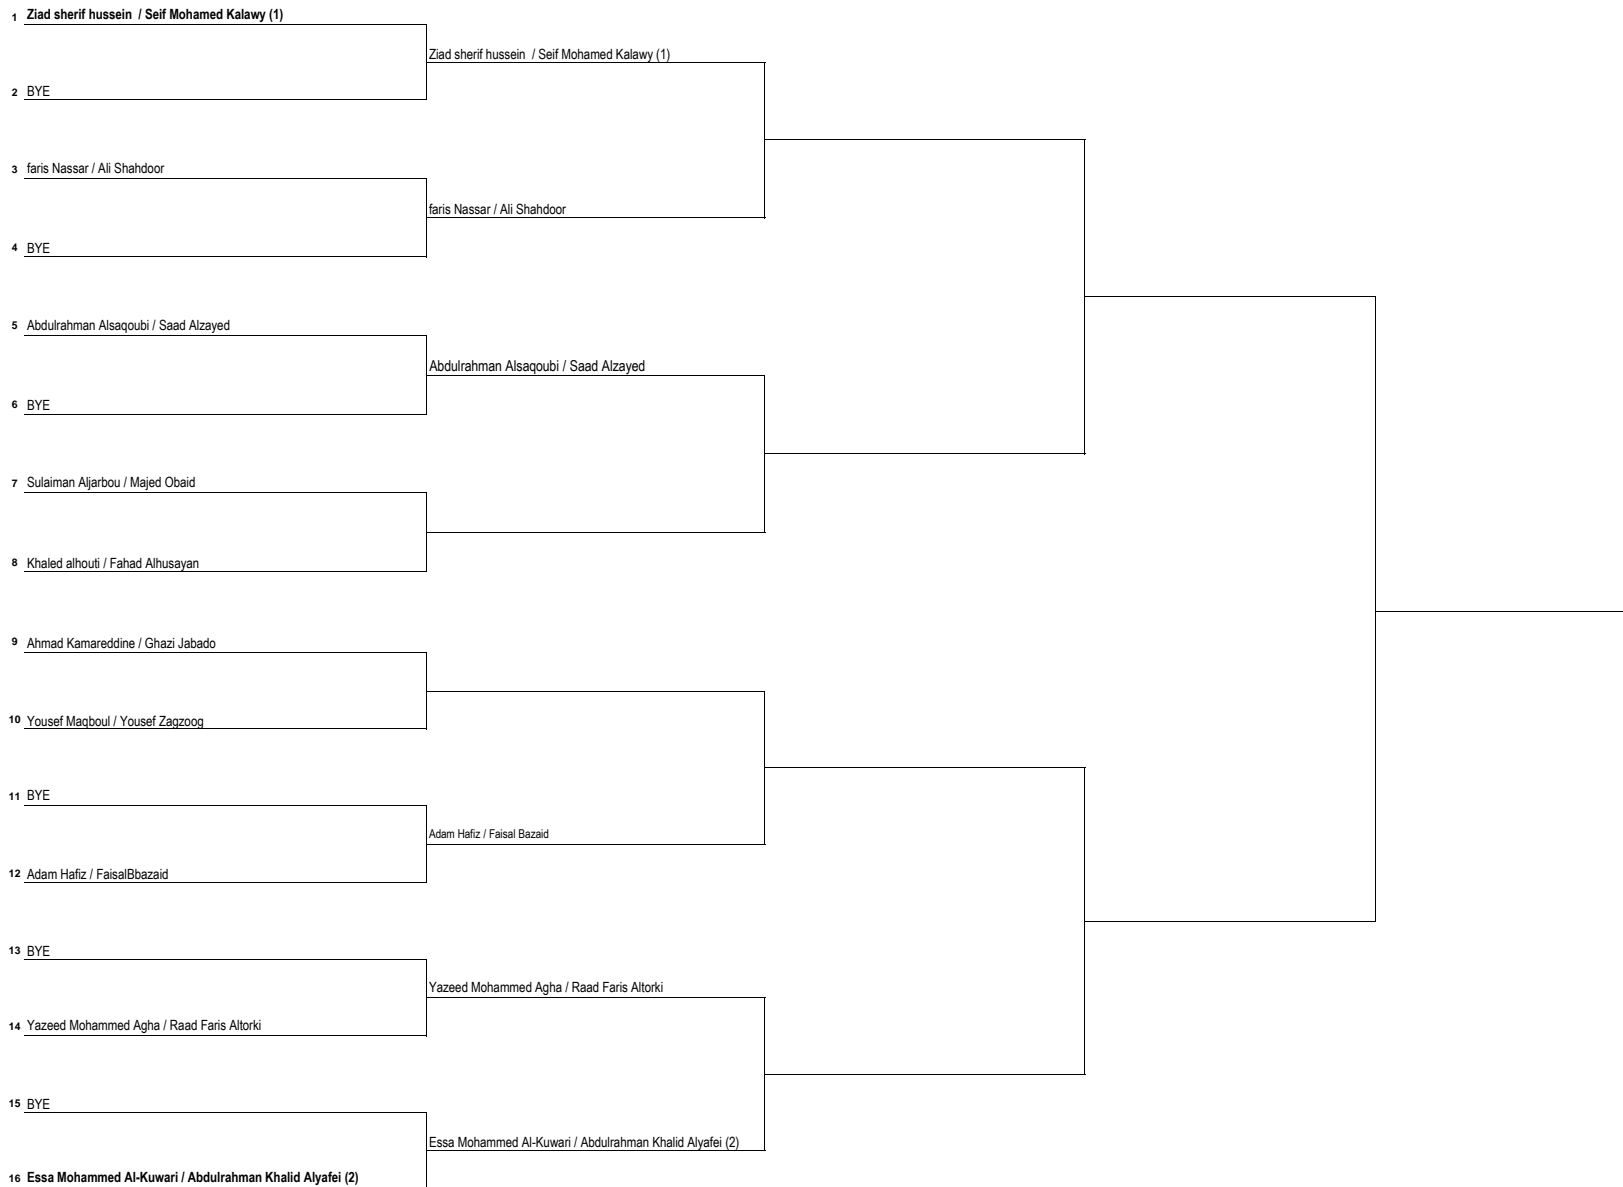 1 Ziad sherif hussein / Seif Mohamed Kalawy (1)
Ziad sherif hussein / Seif Mohamed Kalawy (1)
2 BYE
3 faris Nassar / Ali Shahdoor
faris Nassar / Ali Shahdoor
4 BYE
5 Abdulrahman Alsaqoubi / Saad Alzayed
Abdulrahman Alsaqoubi / Saad Alzayed
6 BYE
7 Sulaiman Aljarbou / Majed Obaid
8 Khaled alhouti / Fahad Alhusayan
9 Ahmad Kamareddine / Ghazi Jabado
10 Yousef Maqboul / Yousef Zagzoog
11 BYE
Adam Hafiz / Faisal Bazaid
12 Adam Hafiz / FaisalBbazaid
13 BYE
Yazeed Mohammed Agha / Raad Faris Altorki
14 Yazeed Mohammed Agha / Raad Faris Altorki
15 BYE
Essa Mohammed Al-Kuwari / Abdulrahman Khalid Alyafei (2)
16 Essa Mohammed Al-Kuwari / Abdulrahman Khalid Alyafei (2)